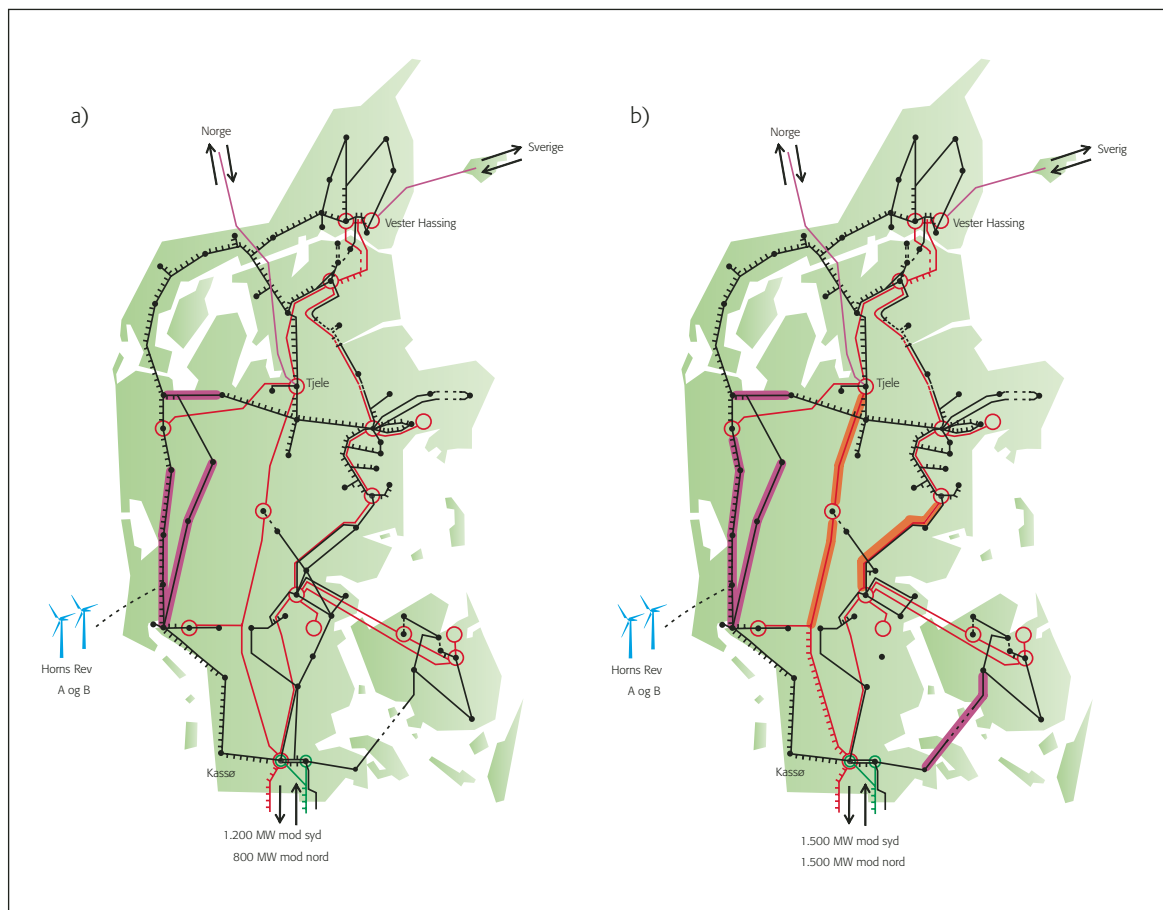 a)
Norge
Sverige
Vester Hassing
Tjele
Horns Rev
A og B
Kassø
1.200 MW mod syd
800 MW mod nord
b)
Norge
Sverig
Vester Hassing
Tjele
Horns Rev
A og B
Kassø
1.500 MW mod syd
1.500 MW mod nord